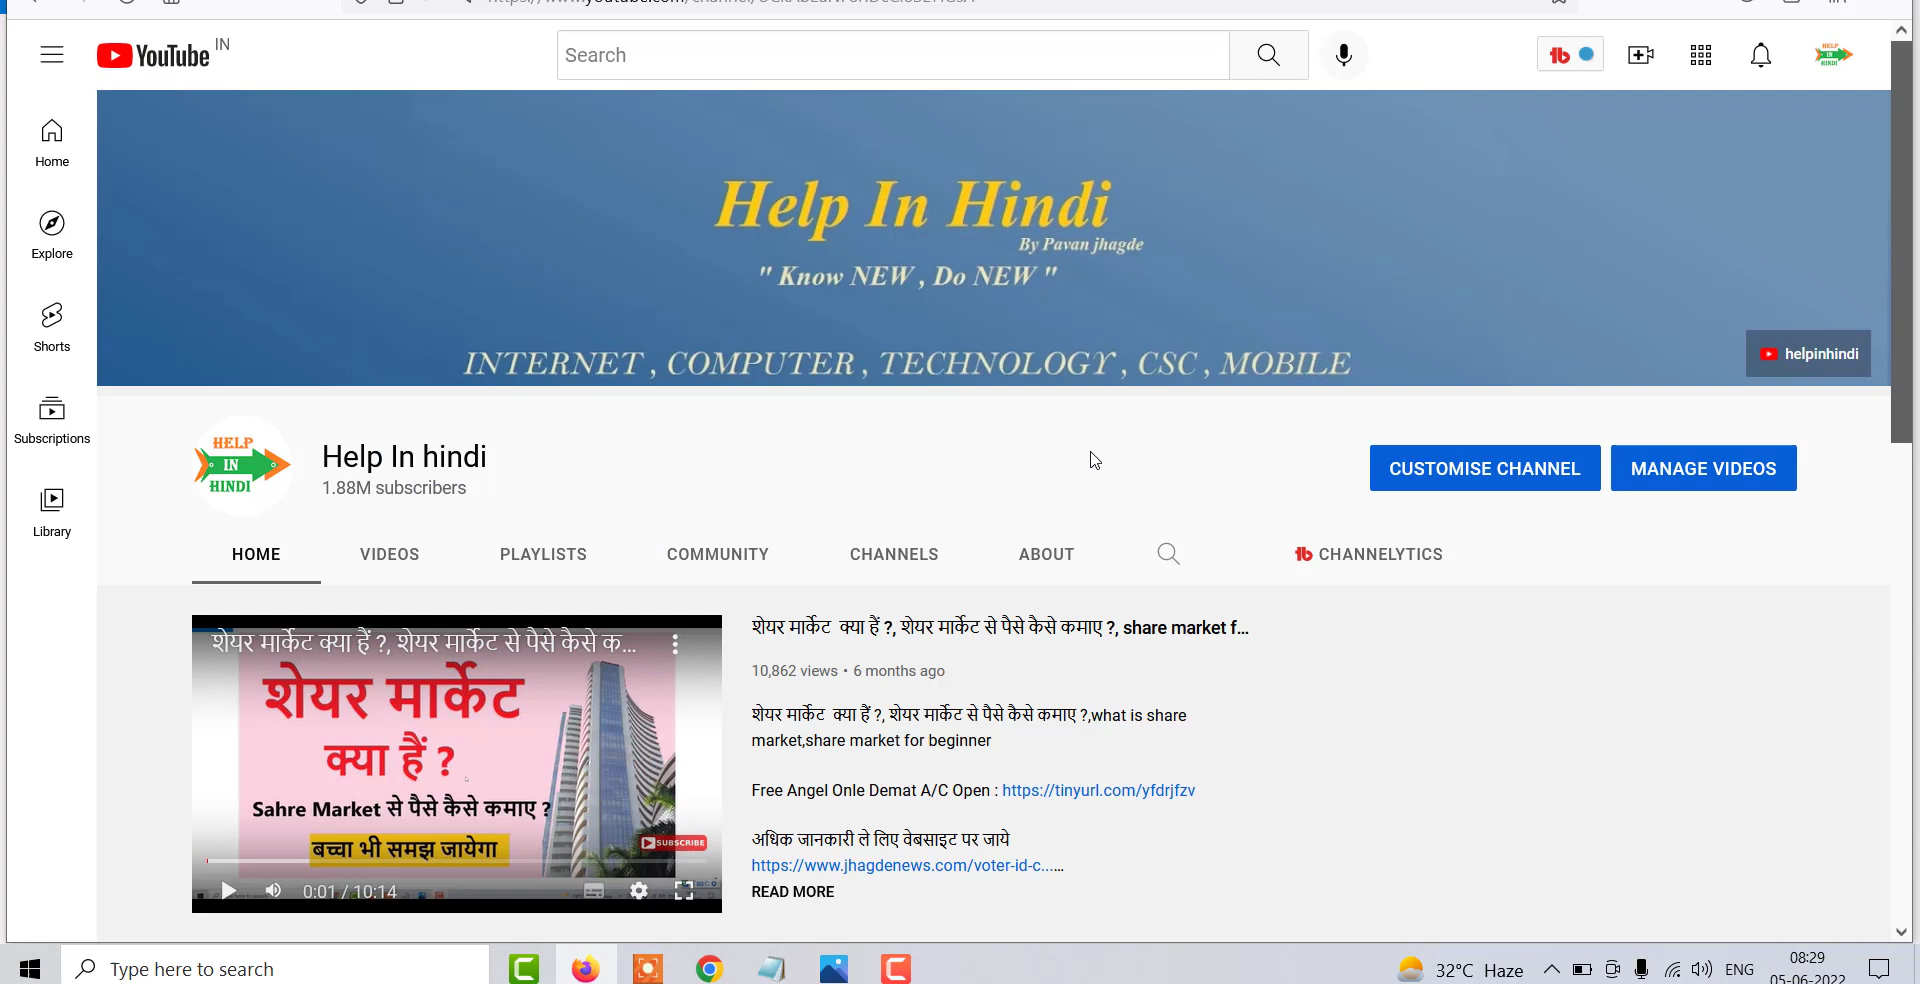 YouTube IN
Search
Home
Explore
Shorts
Subscriptions
Library
Help In Hindi
By Pavan jhagde
" Know NEW , Do NEW "
INTERNET , COMPUTER , TECHNOLOGY , CSC , MOBILE
helpinhindi
HELP
IN
HINDI
Help In hindi
1.88M subscribers
CUSTOMISE CHANNEL
MANAGE VIDEOS
HOME VIDEOS PLAYLISTS COMMUNITY CHANNELS ABOUT CHANNELYTICS
शेयर मार्केट क्या हैं ?, शेयर मार्केट से पैसे कैसे क...
शेयर मार्केट
क्या हैं ?
Sahre Market से पैसे कैसे कमाए ?
बच्चा भी समझ जायेगा
SUBSCRIBE
0:01 / 10:14
शेयर मार्केट क्या हैं ?, शेयर मार्केट से पैसे कैसे कमाए ?, share market f...
10,862 views • 6 months ago
शेयर मार्केट क्या हैं ?, शेयर मार्केट से पैसे कैसे कमाए ?,what is share
market,share market for beginner
Free Angel Onle Demat A/C Open : https://tinyurl.com/yfdrjfzv
अधिक जानकारी ले लिए वेबसाइट पर जाये
https://www.jhagdenews.com/voter-id-c......
READ MORE
Type here to search
32°C Haze
ENG
08:29
05-06-2022